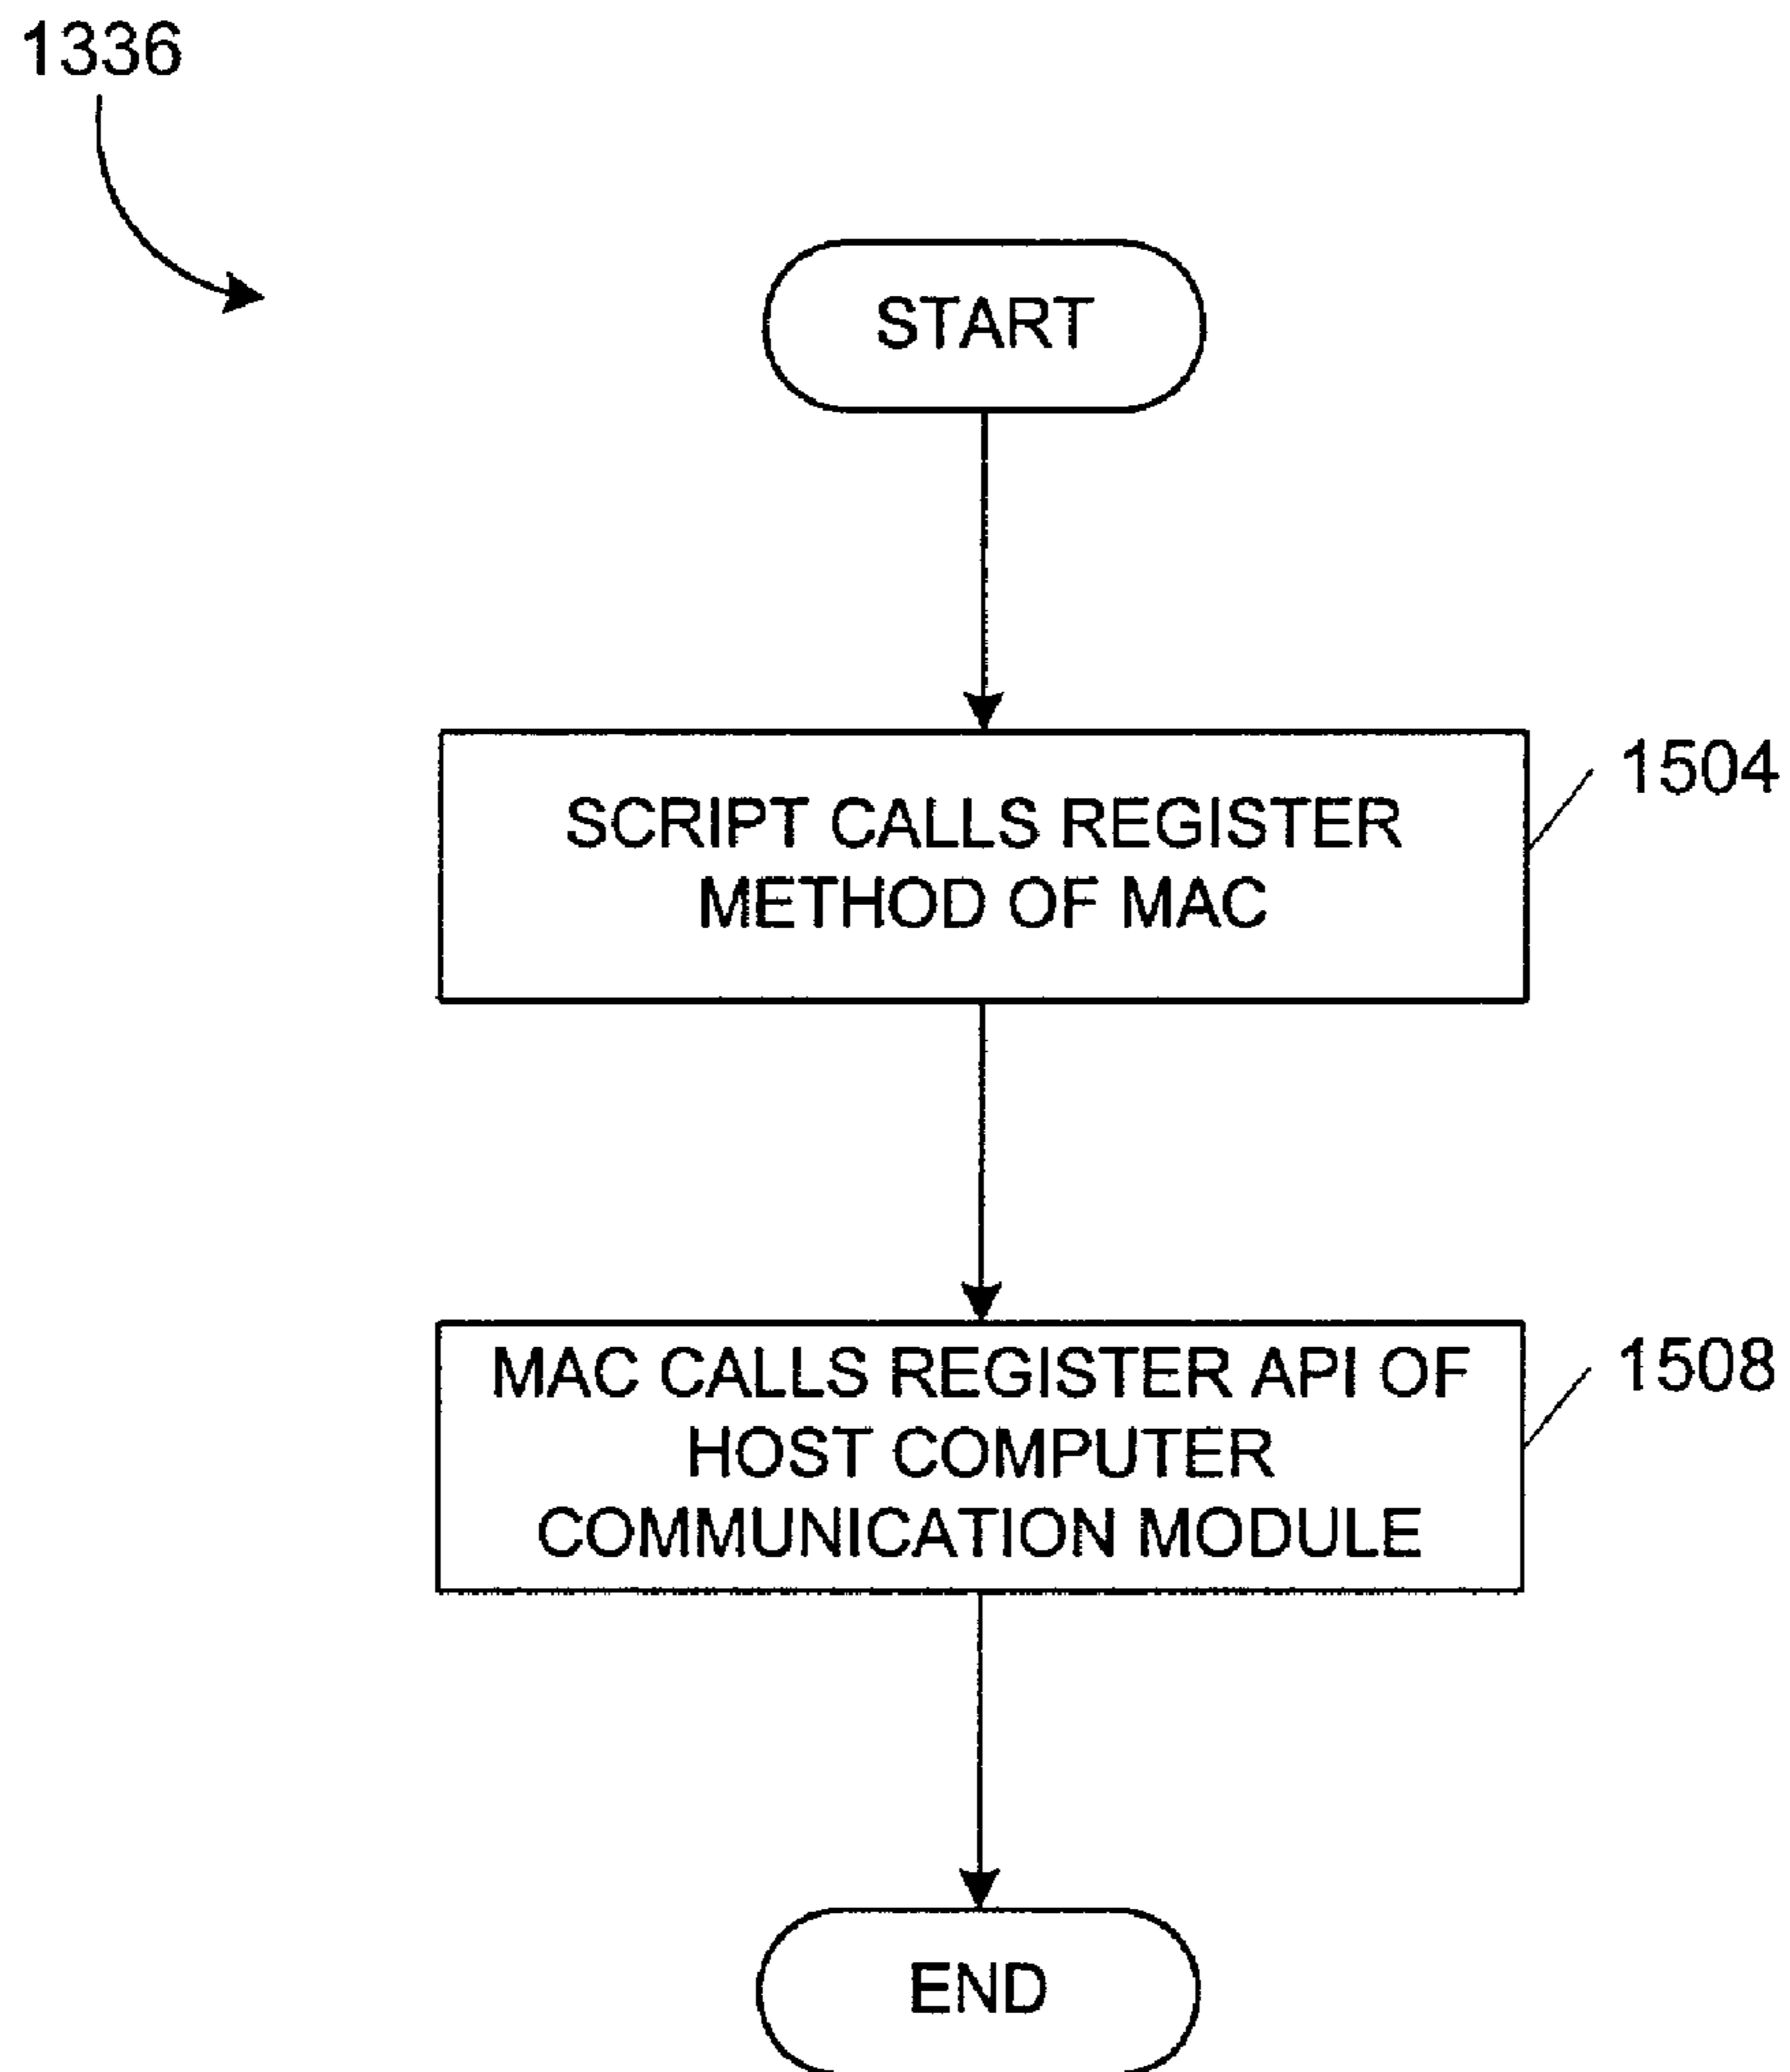 1336
START
SCRIPT CALLS REGISTER
METHOD OF MAC
1504
MAC CALLS REGISTER API OF
HOST COMPUTER
COMMUNICATION MODULE
1508
END